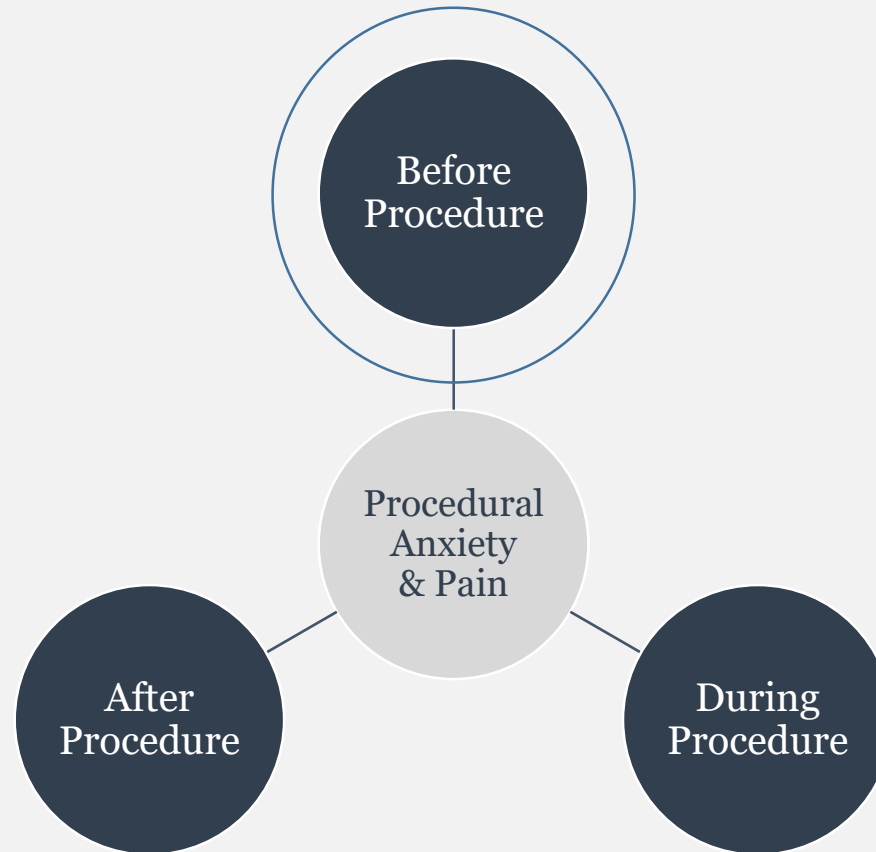 Before
Procedure
Procedural
Anxiety
& Pain
After
Procedure
During
Procedure